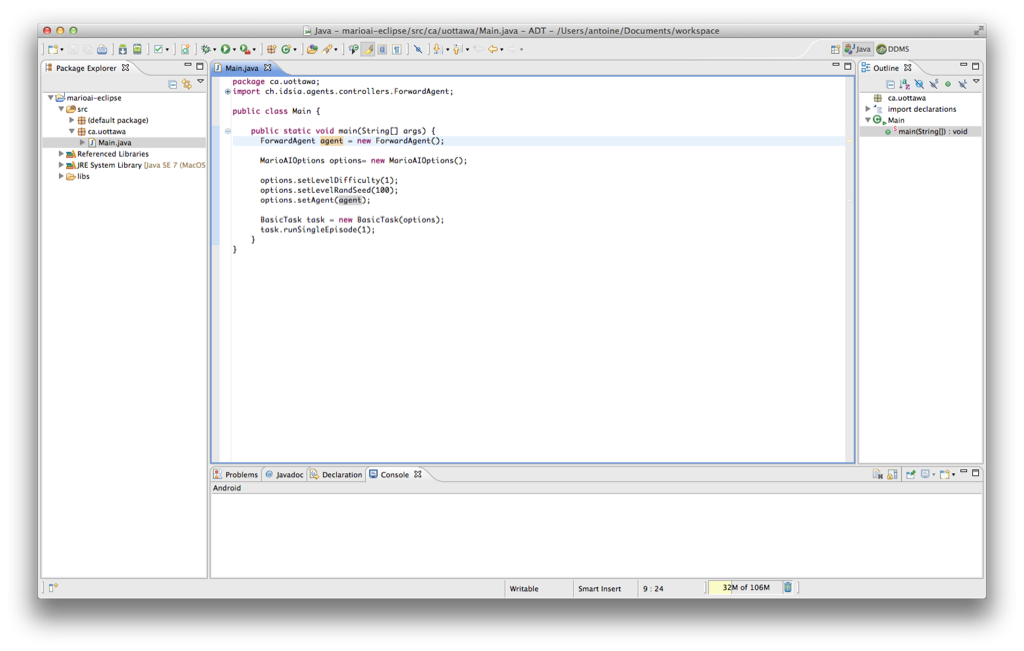 Java – marioai-eclipse/src/ca/uottawa/Main.java – ADT – /Users/antoine/Documents/workspace
Java
DDMS
Package Explorer
marioai-eclipse
src
(default package)
ca.uottawa
Main.java
Referenced Libraries
JRE System Library [Java SE 7 (MacOS
libs
Main.java
package ca.uottawa;
import ch.idsia.agents.controllers.ForwardAgent;
public class Main {
public static void main(String[] args) {
ForwardAgent agent = new ForwardAgent();
MarioAIOptions options= new MarioAIOptions();
options.setLevelDifficulty(1);
options.setLevelRandSeed(100);
options.setAgent(agent);
BasicTask task = new BasicTask(options);
task.runSingleEpisode(1);
}
}
Outline
ca.uottawa
import declarations
Main
main(String[]) : void
Problems
Javadoc
Declaration
Console
Android
Writable
Smart Insert
9 : 24
32M of 106M